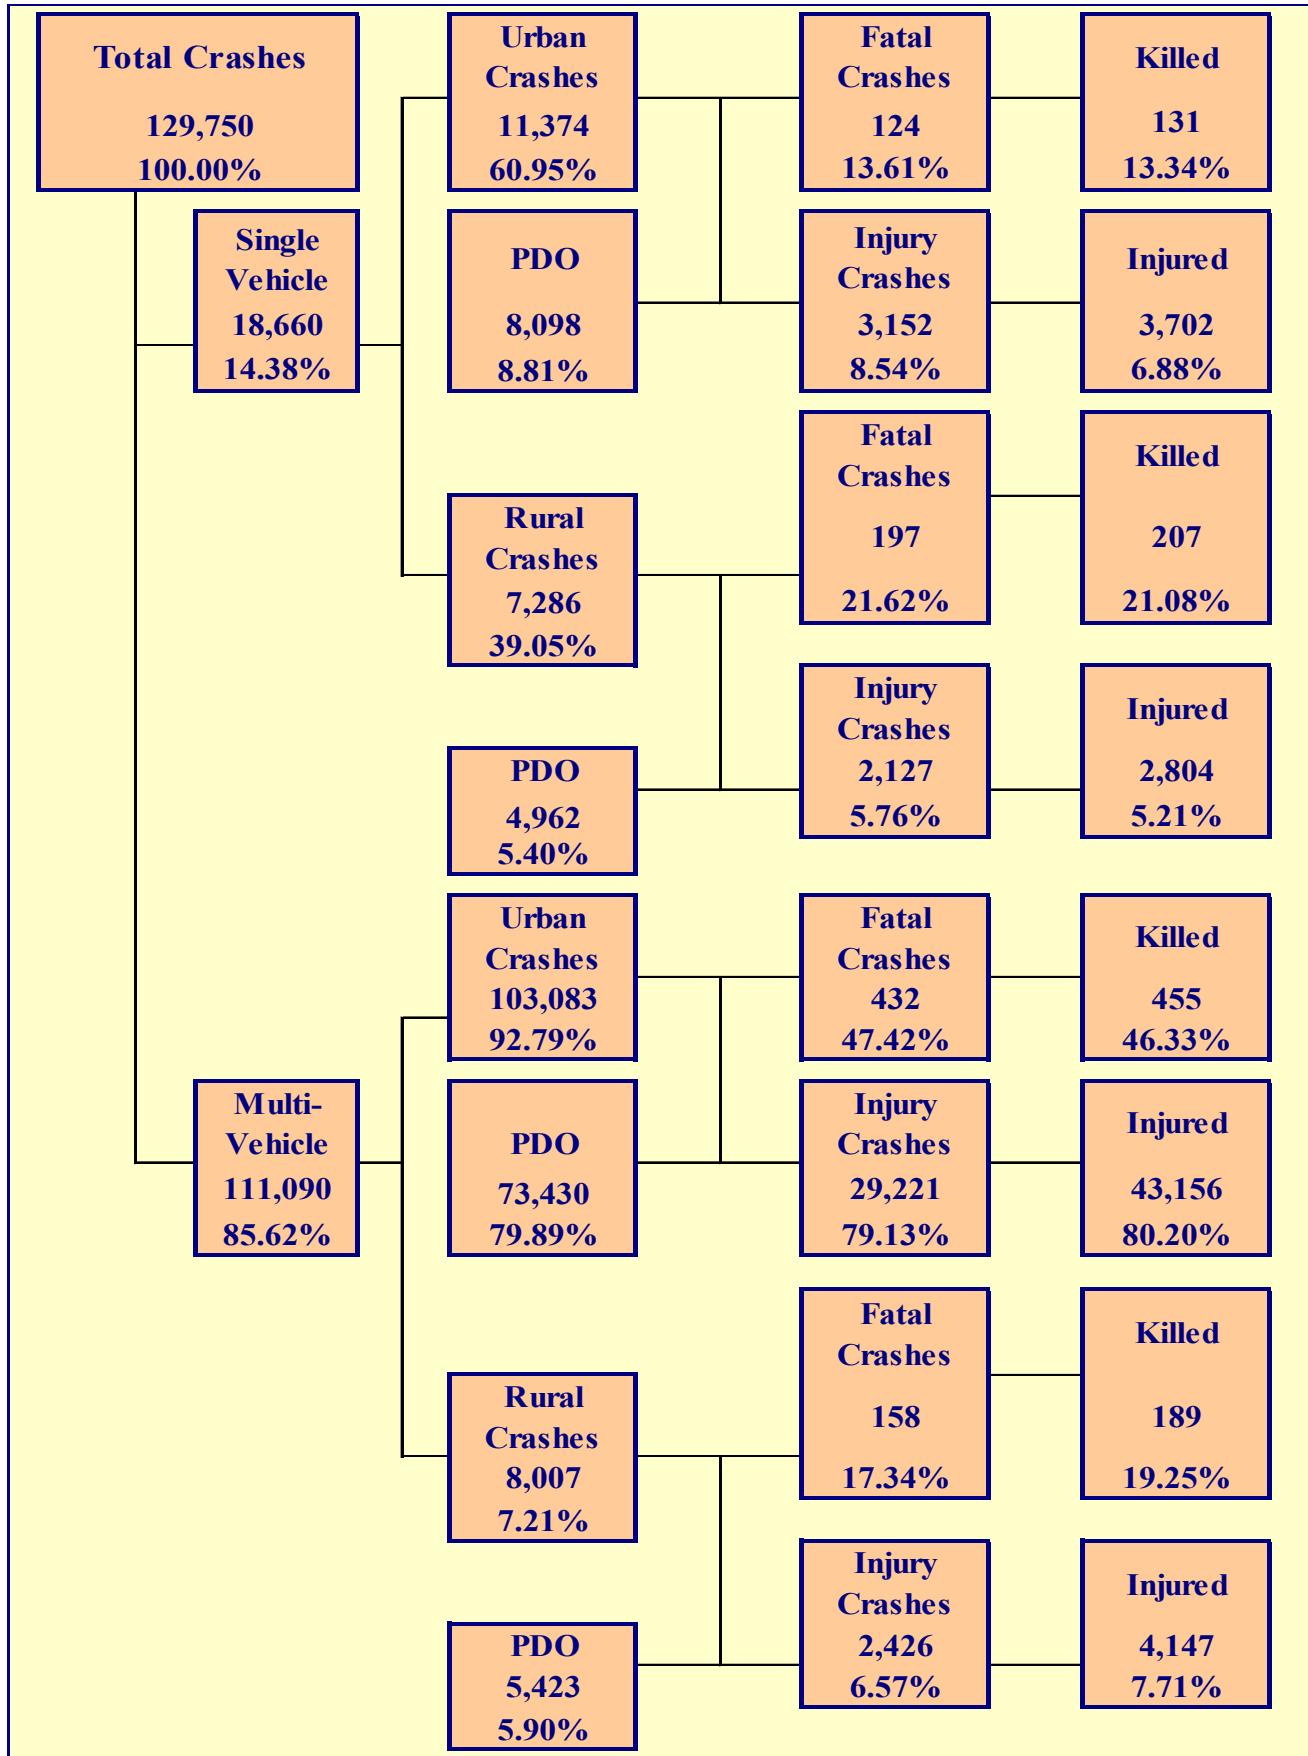 Total Crashes
129,750
100.00%
Single
Vehicle
18,660
14.38%
Urban
Crashes
11,374
60.95%
Fatal
Crashes
124
13.61%
Killed
131
13.34%
PDO
8,098
8.81%
Injury
Crashes
3,152
8.54%
Injured
3,702
6.88%
Rural
Crashes
7,286
39.05%
Fatal
Crashes
197
21.62%
Killed
207
21.08%
PDO
4,962
5.40%
Injury
Crashes
2,127
5.76%
Injured
2,804
5.21%
Multi-
Vehicle
111,090
85.62%
Urban
Crashes
103,083
92.79%
Fatal
Crashes
432
47.42%
Killed
455
46.33%
PDO
73,430
79.89%
Injury
Crashes
29,221
79.13%
Injured
43,156
80.20%
Rural
Crashes
8,007
7.21%
Fatal
Crashes
158
17.34%
Killed
189
19.25%
PDO
5,423
5.90%
Injury
Crashes
2,426
6.57%
Injured
4,147
7.71%